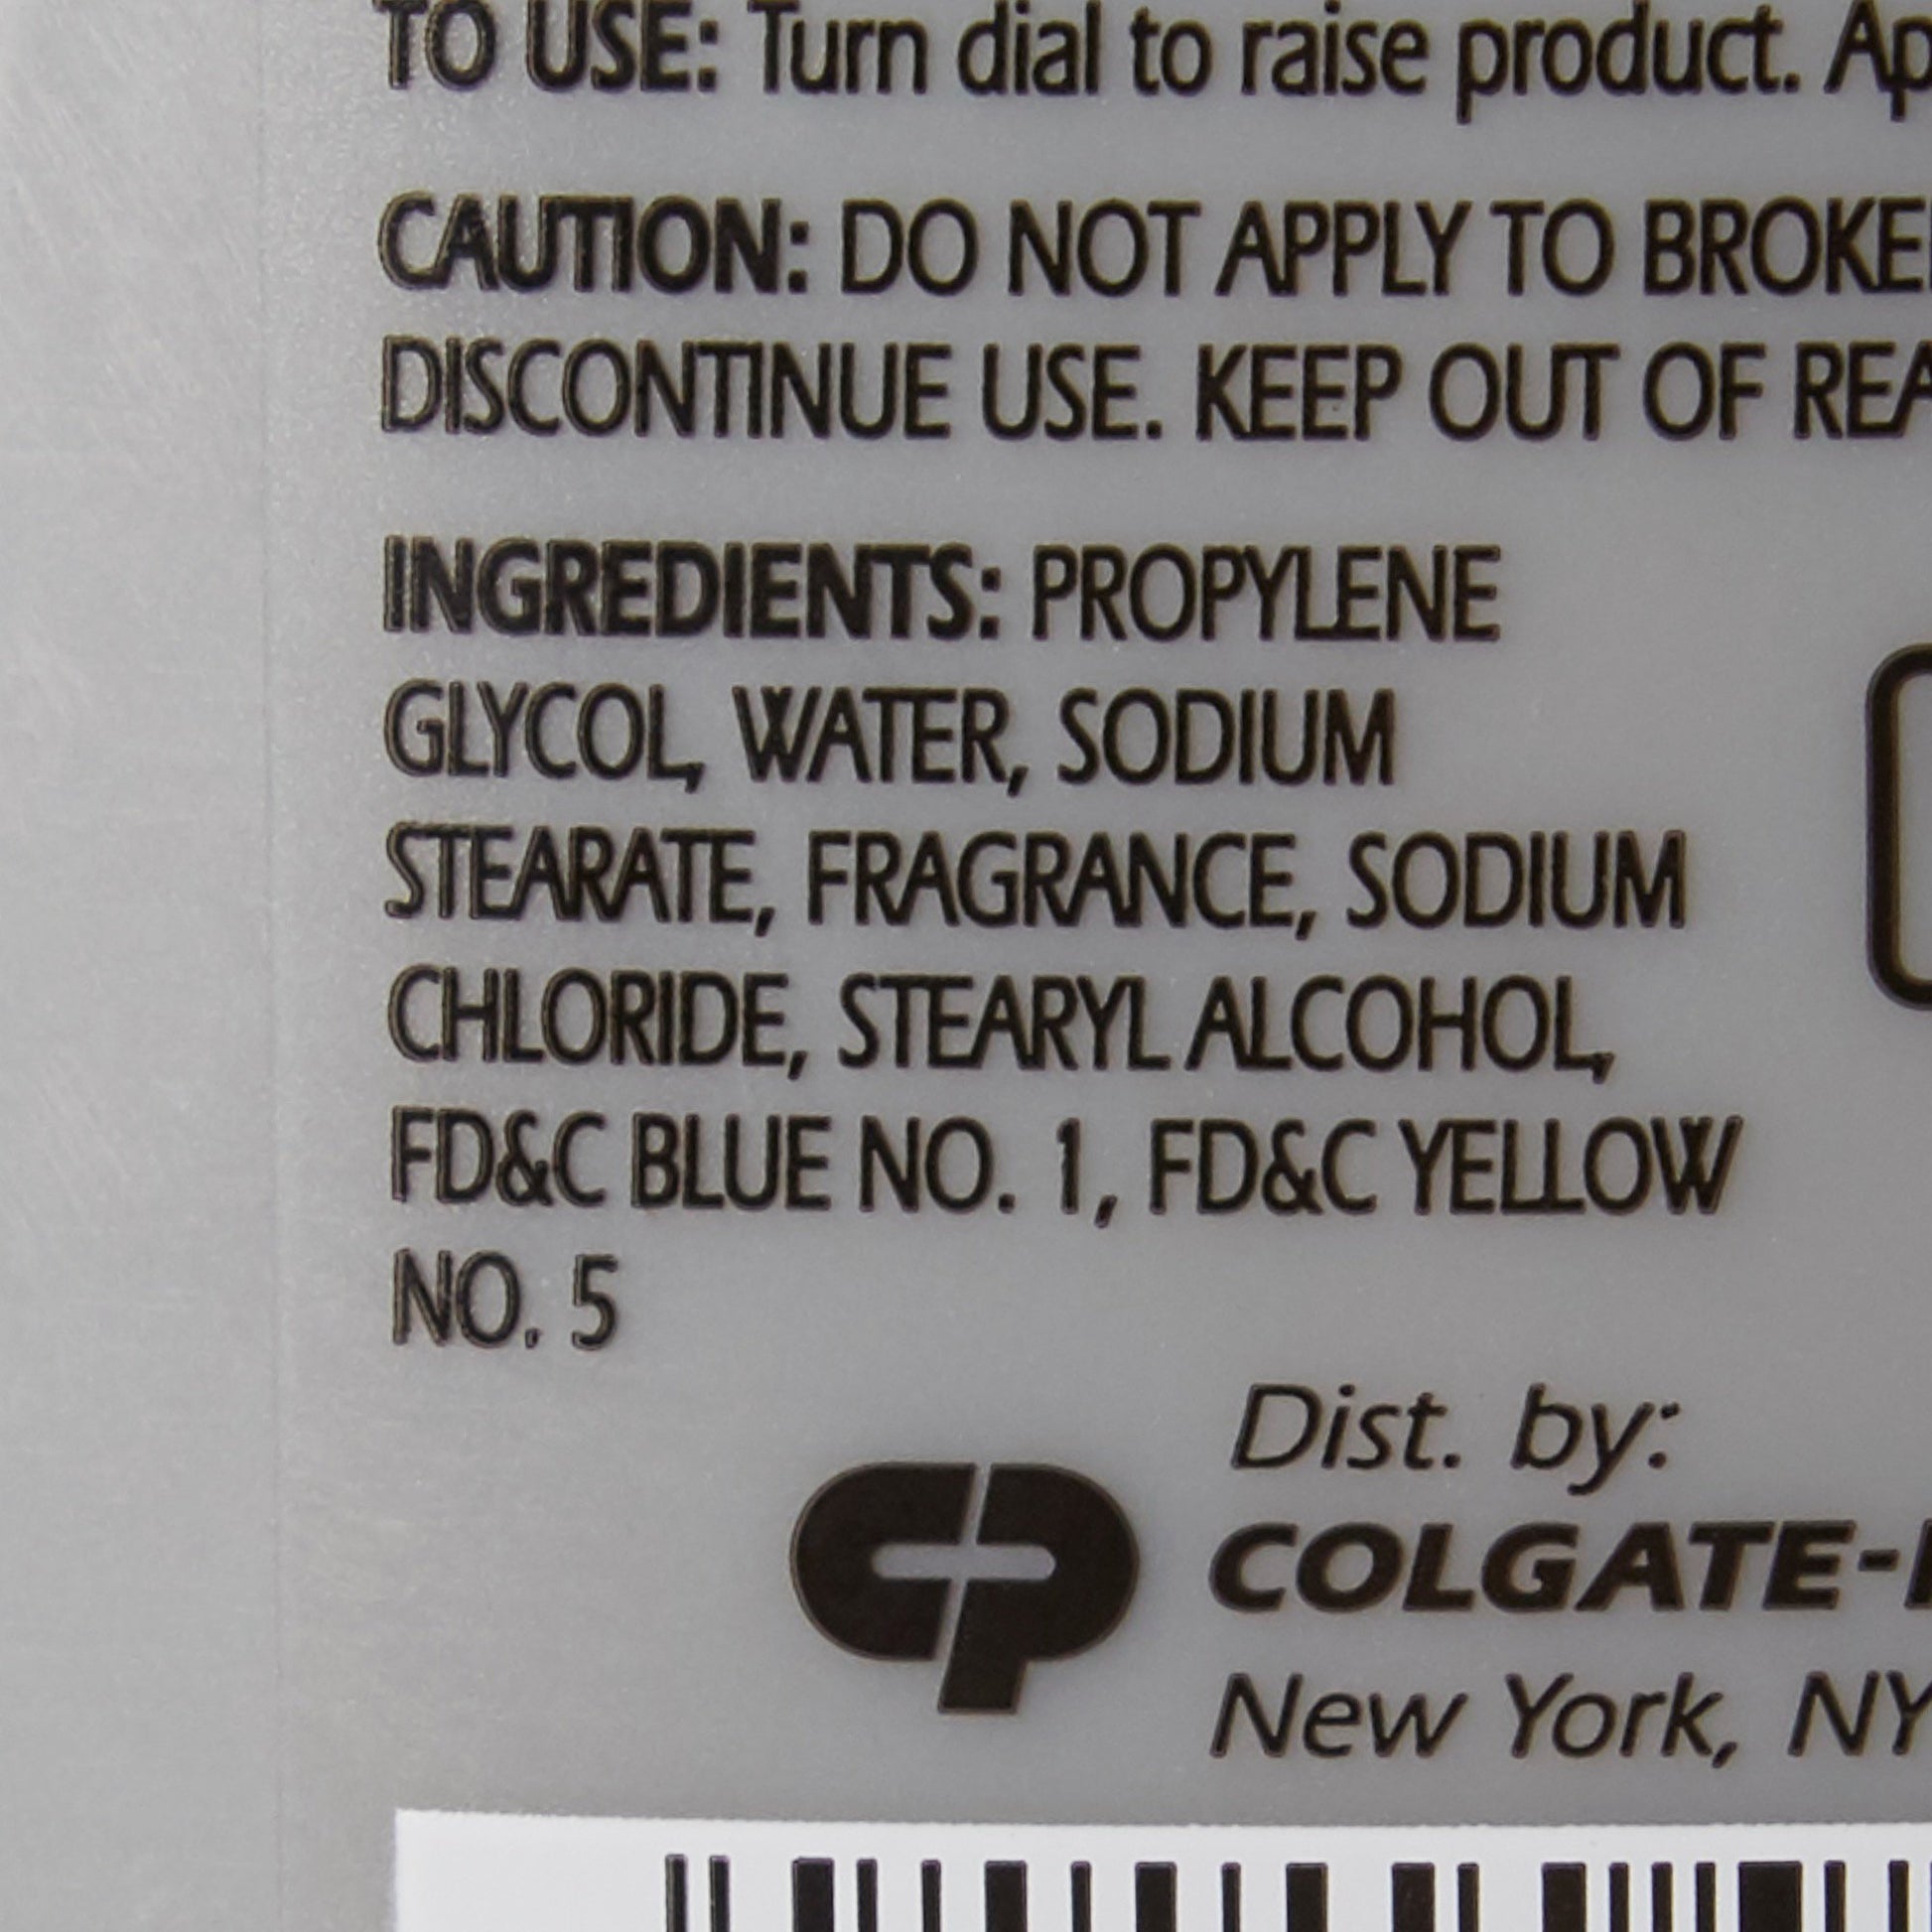 TO USE: Turn dial to raise product.
CAUTION: DO NOT APPLY TO
DISCONTINUE USE. KEEP OUT OF
INGREDIENTS: PROPYLENE
GLYCOL, WATER, SODIUM
STEARATE, FRAGRANCE, SODIUM
CHLORIDE, STEARYL ALCOHOL,
FD&C BLUE NO. 1, FD&C YELLOW
NO. 5
Dist. by:
CP
COLGATE-
New York, NY